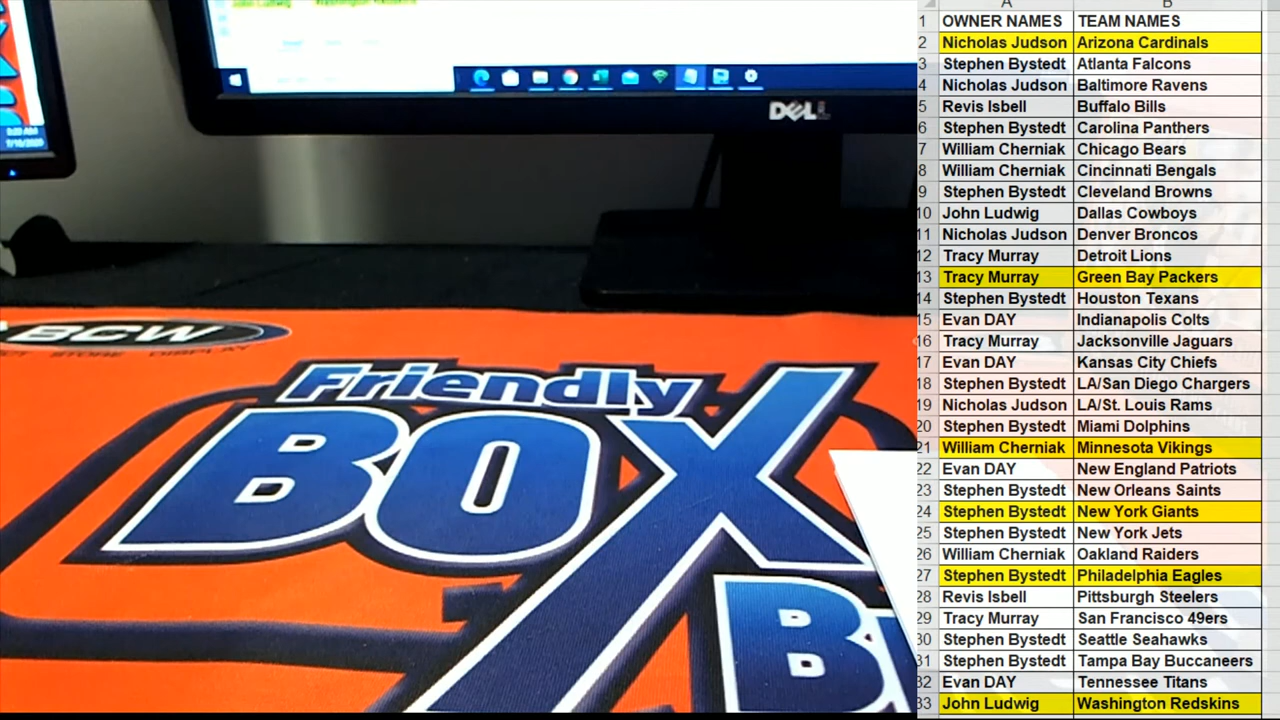 DELL
BCW
STORE DISPLAY
Friendly
BOX
A B
1 OWNER NAMES TEAM NAMES
2 Nicholas Judson Arizona Cardinals
3 Stephen Bystedt Atlanta Falcons
4 Nicholas Judson Baltimore Ravens
5 Revis Isbell Buffalo Bills
6 Stephen Bystedt Carolina Panthers
7 William Cherniak Chicago Bears
8 William Cherniak Cincinnati Bengals
9 Stephen Bystedt Cleveland Browns
10 John Ludwig Dallas Cowboys
11 Nicholas Judson Denver Broncos
12 Tracy Murray Detroit Lions
13 Tracy Murray Green Bay Packers
14 Stephen Bystedt Houston Texans
15 Evan DAY Indianapolis Colts
16 Tracy Murray Jacksonville Jaguars
17 Evan DAY Kansas City Chiefs
18 Stephen Bystedt LA/San Diego Chargers
19 Nicholas Judson LA/St. Louis Rams
20 Stephen Bystedt Miami Dolphins
21 William Cherniak Minnesota Vikings
22 Evan DAY New England Patriots
23 Stephen Bystedt New Orleans Saints
24 Stephen Bystedt New York Giants
25 Stephen Bystedt New York Jets
26 William Cherniak Oakland Raiders
27 Stephen Bystedt Philadelphia Eagles
28 Revis Isbell Pittsburgh Steelers
29 Tracy Murray San Francisco 49ers
30 Stephen Bystedt Seattle Seahawks
31 Stephen Bystedt Tampa Bay Buccaneers
32 Evan DAY Tennessee Titans
33 John Ludwig Washington Redskins